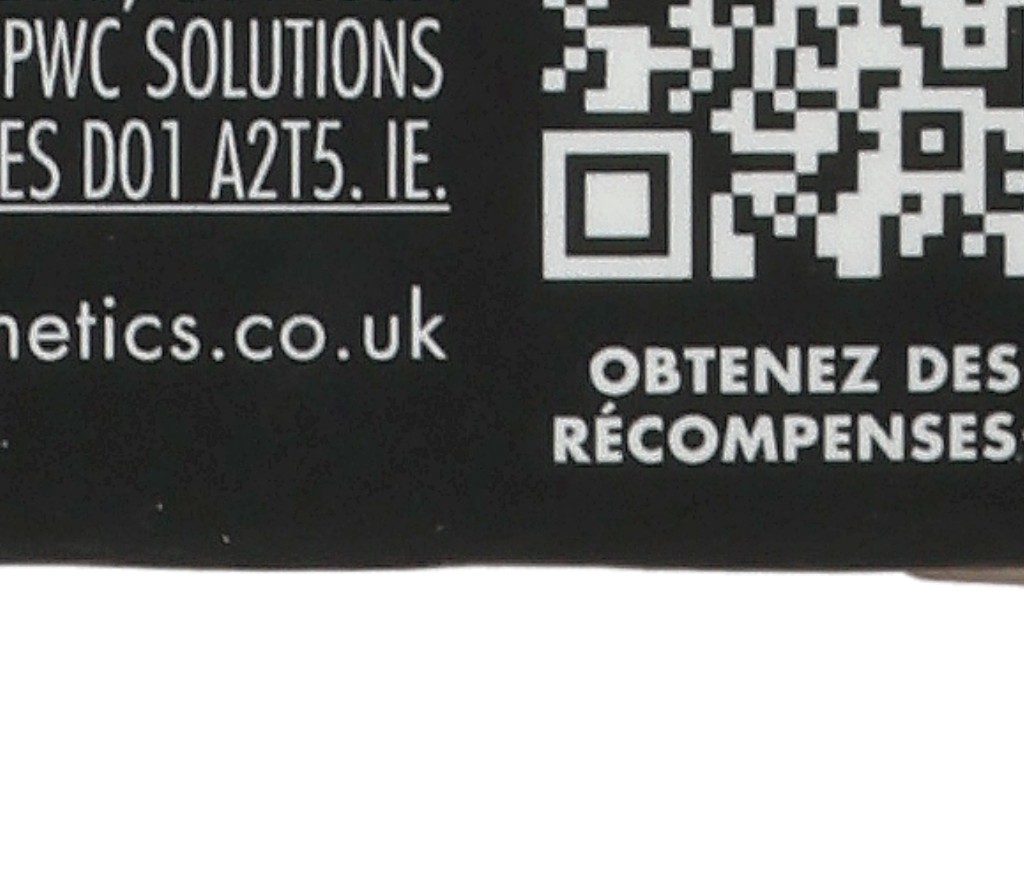 PWC SOLUTIONS
ES D01 A2T5. IE.
netics.co.uk
OBTENEZ DES
RÉCOMPENSES